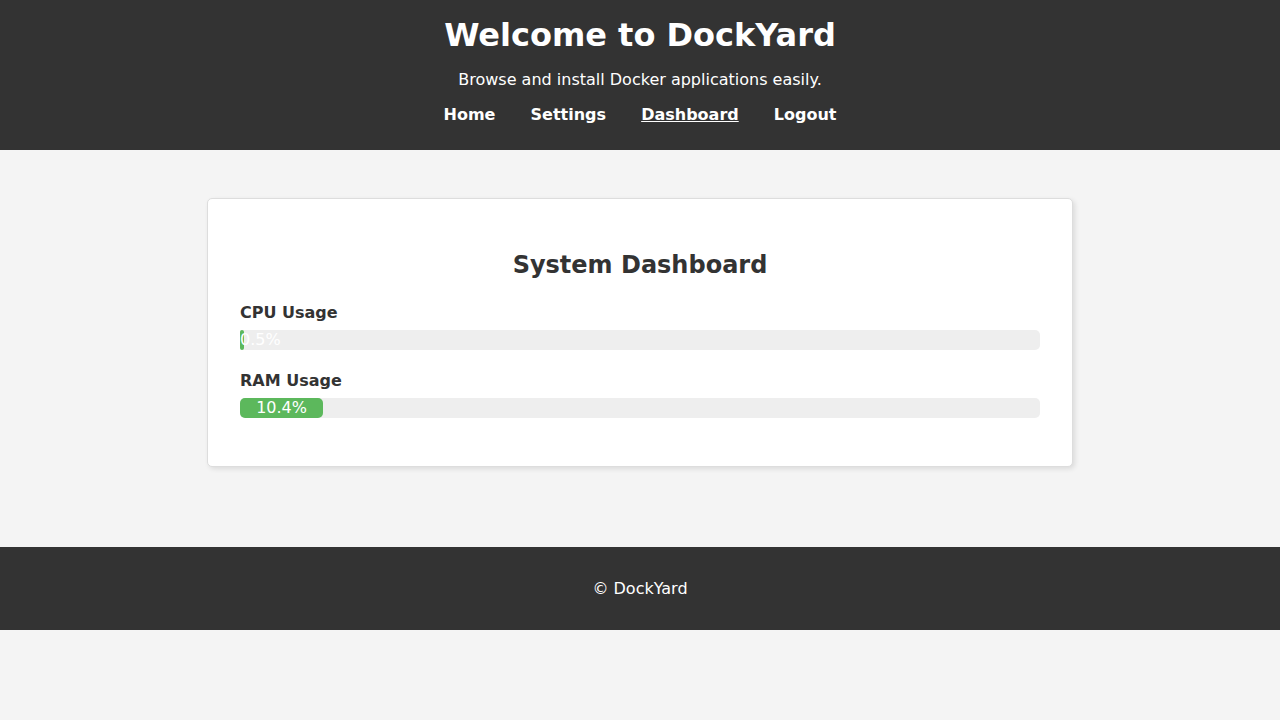 Welcome to DockYard
Browse and install Docker applications easily.
Home Settings Dashboard Logout
System Dashboard
CPU Usage
0.5%
RAM Usage
10.4%
© DockYard